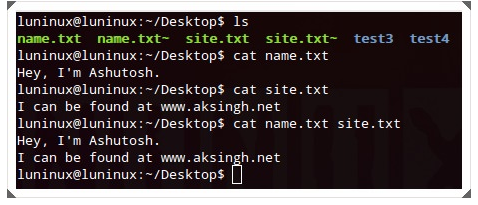 luninux@luninux:~/Desktop$ ls
name.txt  name.txt~  site.txt  site.txt~  test3  test4
luninux@luninux:~/Desktop$ cat name.txt
Hey, I'm Ashutosh.
luninux@luninux:~/Desktop$ cat site.txt
I can be found at www.aksingh.net
luninux@luninux:~/Desktop$ cat name.txt site.txt
Hey, I'm Ashutosh.
I can be found at www.aksingh.net
luninux@luninux:~/Desktop$